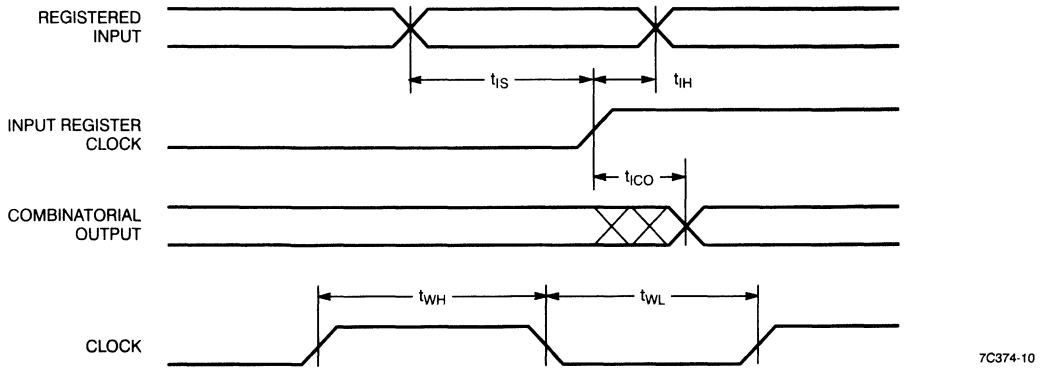 REGISTERED
INPUT
tIS
tIH
INPUT REGISTER
CLOCK
tICO
COMBINATORIAL
OUTPUT
tWH
tWL
CLOCK
7C374-10